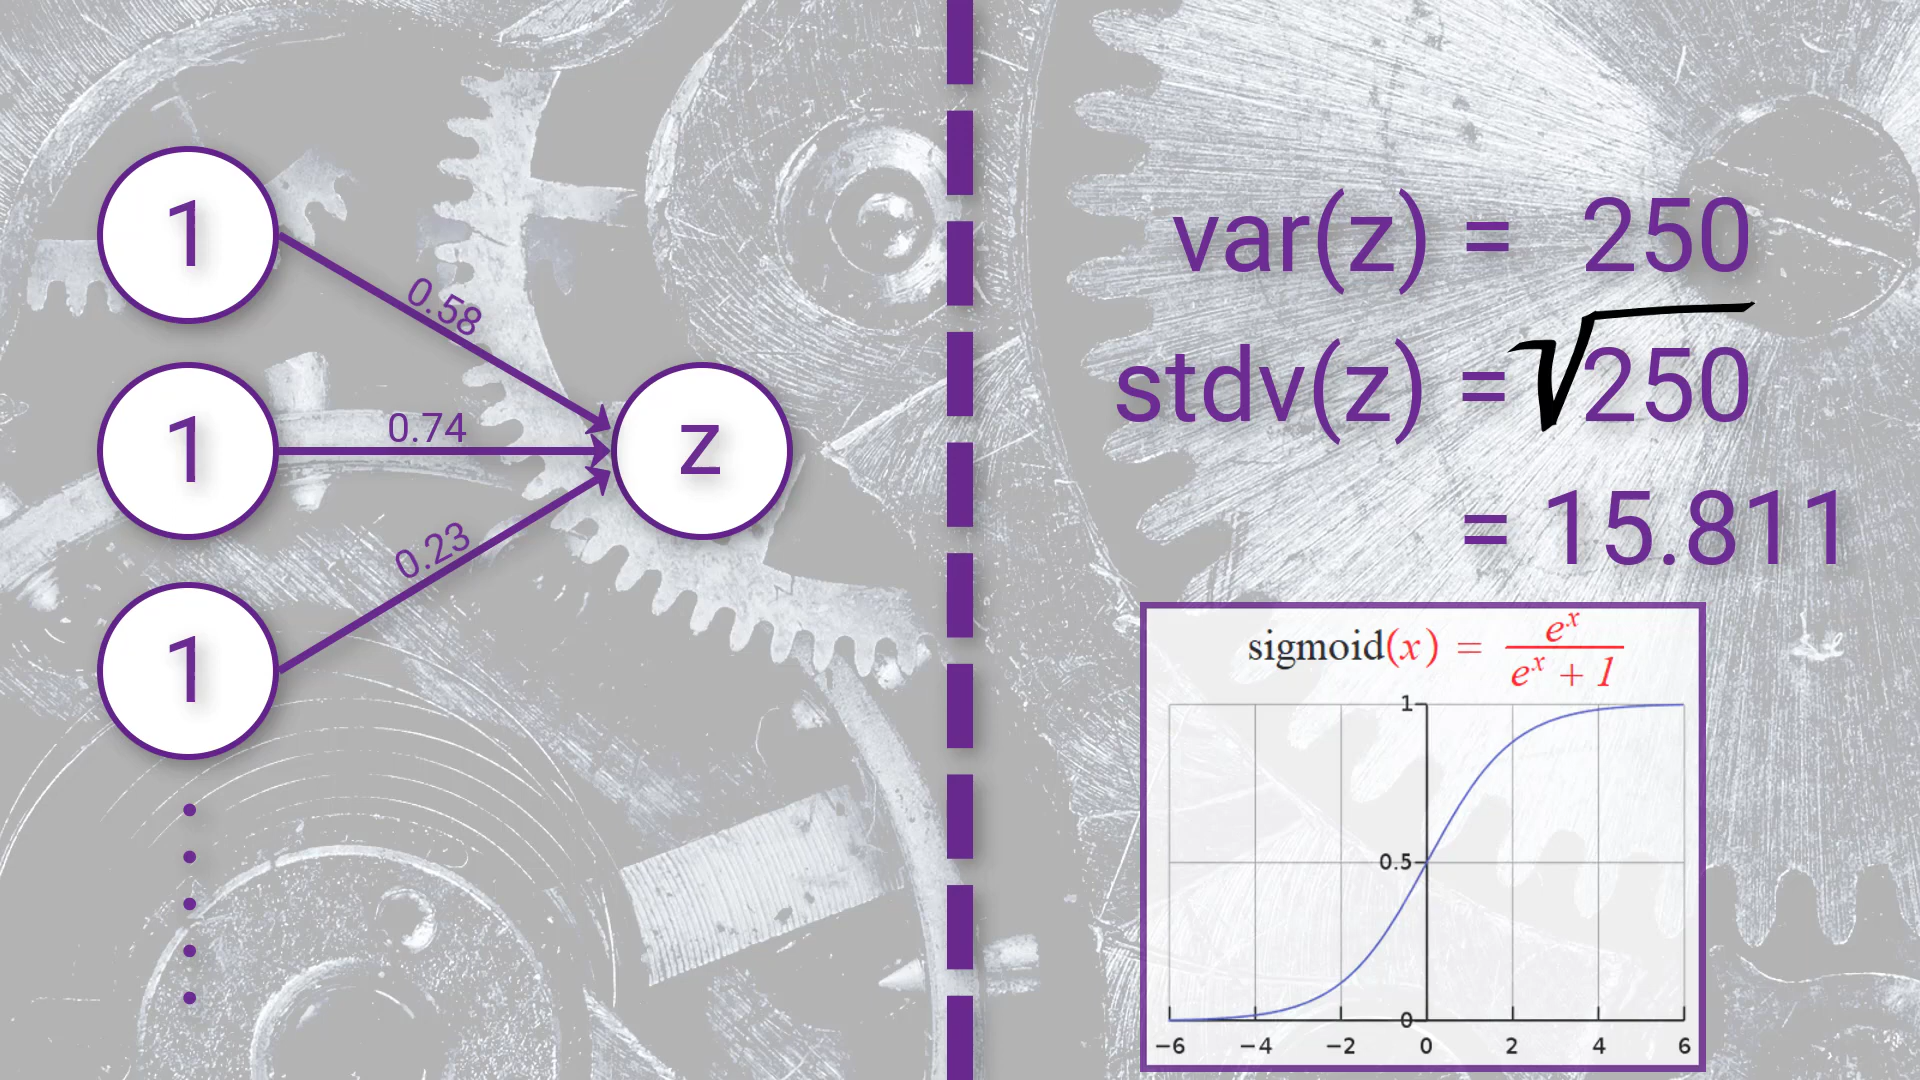 1
0.58
1
0.74
z
0.23
1
var(z) = 250
stdv(z) = √250
= 15.811
sigmoid(x) = e^x / (e^x + 1)
1
0.5
0
−6 −4 −2 0 2 4 6